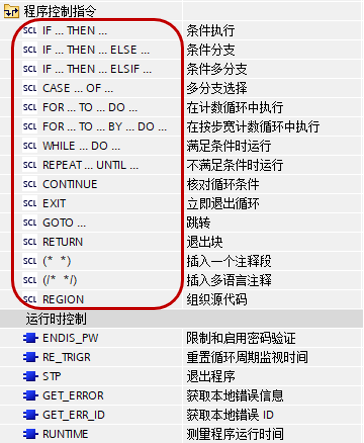 程序控制指令
SCL IF ... THEN ... 条件执行
SCL IF ... THEN ... ELSE ... 条件分支
SCL IF ... THEN ... ELSIF ... 条件多分支
SCL CASE ... OF ... 多分支选择
SCL FOR ... TO ... DO ... 在计数循环中执行
SCL FOR ... TO ... BY ... DO ... 在按步宽计数循环中执行
SCL WHILE ... DO ... 满足条件时运行
SCL REPEAT ... UNTIL ... 不满足条件时运行
SCL CONTINUE 核对循环条件
SCL EXIT 立即退出循环
SCL GOTO ... 跳转
SCL RETURN 退出块
SCL (* *) 插入一个注释段
SCL (/* */) 插入多语言注释
SCL REGION 组织源代码
运行时控制
ENDIS_PW 限制和启用密码验证
RE_TRIGR 重置循环周期监视时间
STP 退出程序
GET_ERROR 获取本地错误信息
GET_ERR_ID 获取本地错误 ID
RUNTIME 测量程序运行时间